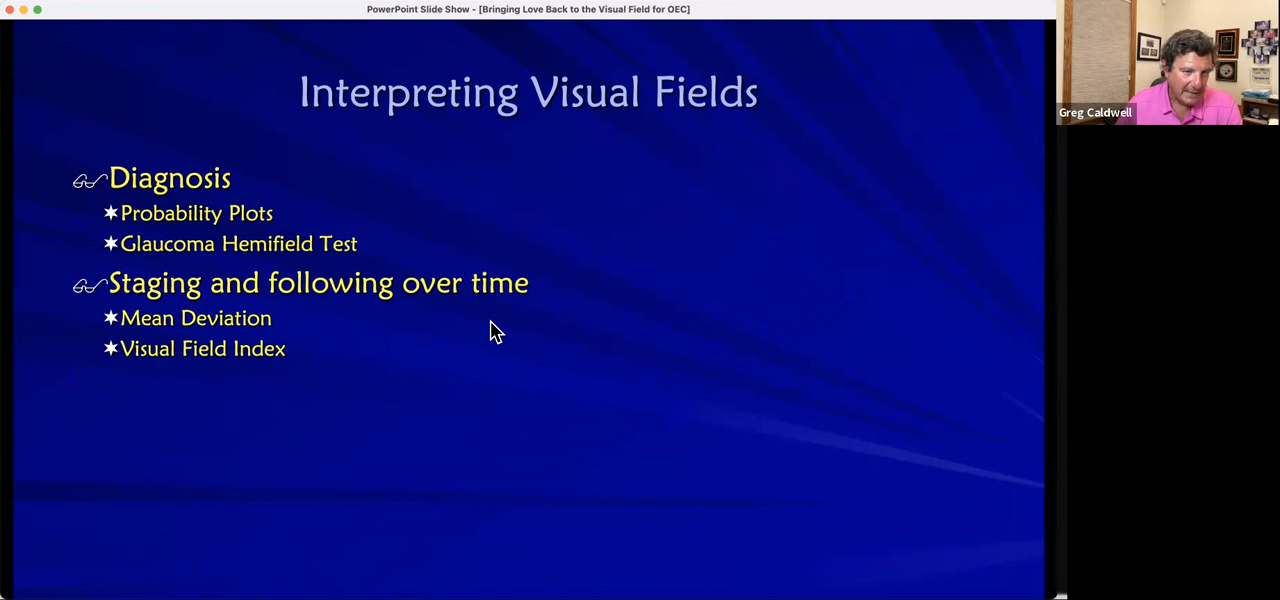 PowerPoint Slide Show - [Bringing Love Back to the Visual Field for OEC]
Interpreting Visual Fields
Diagnosis
Probability Plots
Glaucoma Hemifield Test
Staging and following over time
Mean Deviation
Visual Field Index
Greg Caldwell